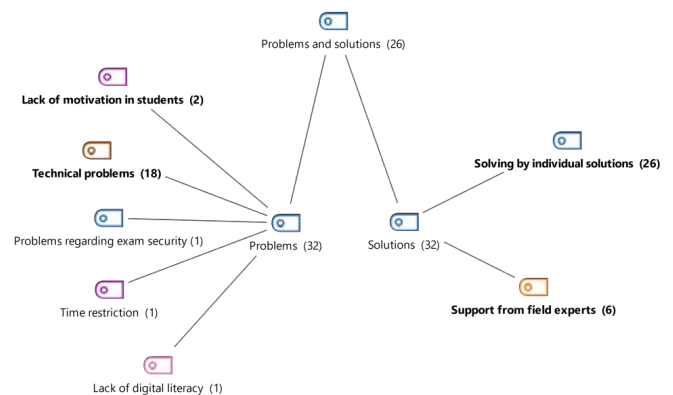 Problems and solutions (26)
Lack of motivation in students (2)
Technical problems (18)
Solving by individual solutions (26)
Problems regarding exam security (1)
Problems (32)
Solutions (32)
Time restriction (1)
Support from field experts (6)
Lack of digital literacy (1)